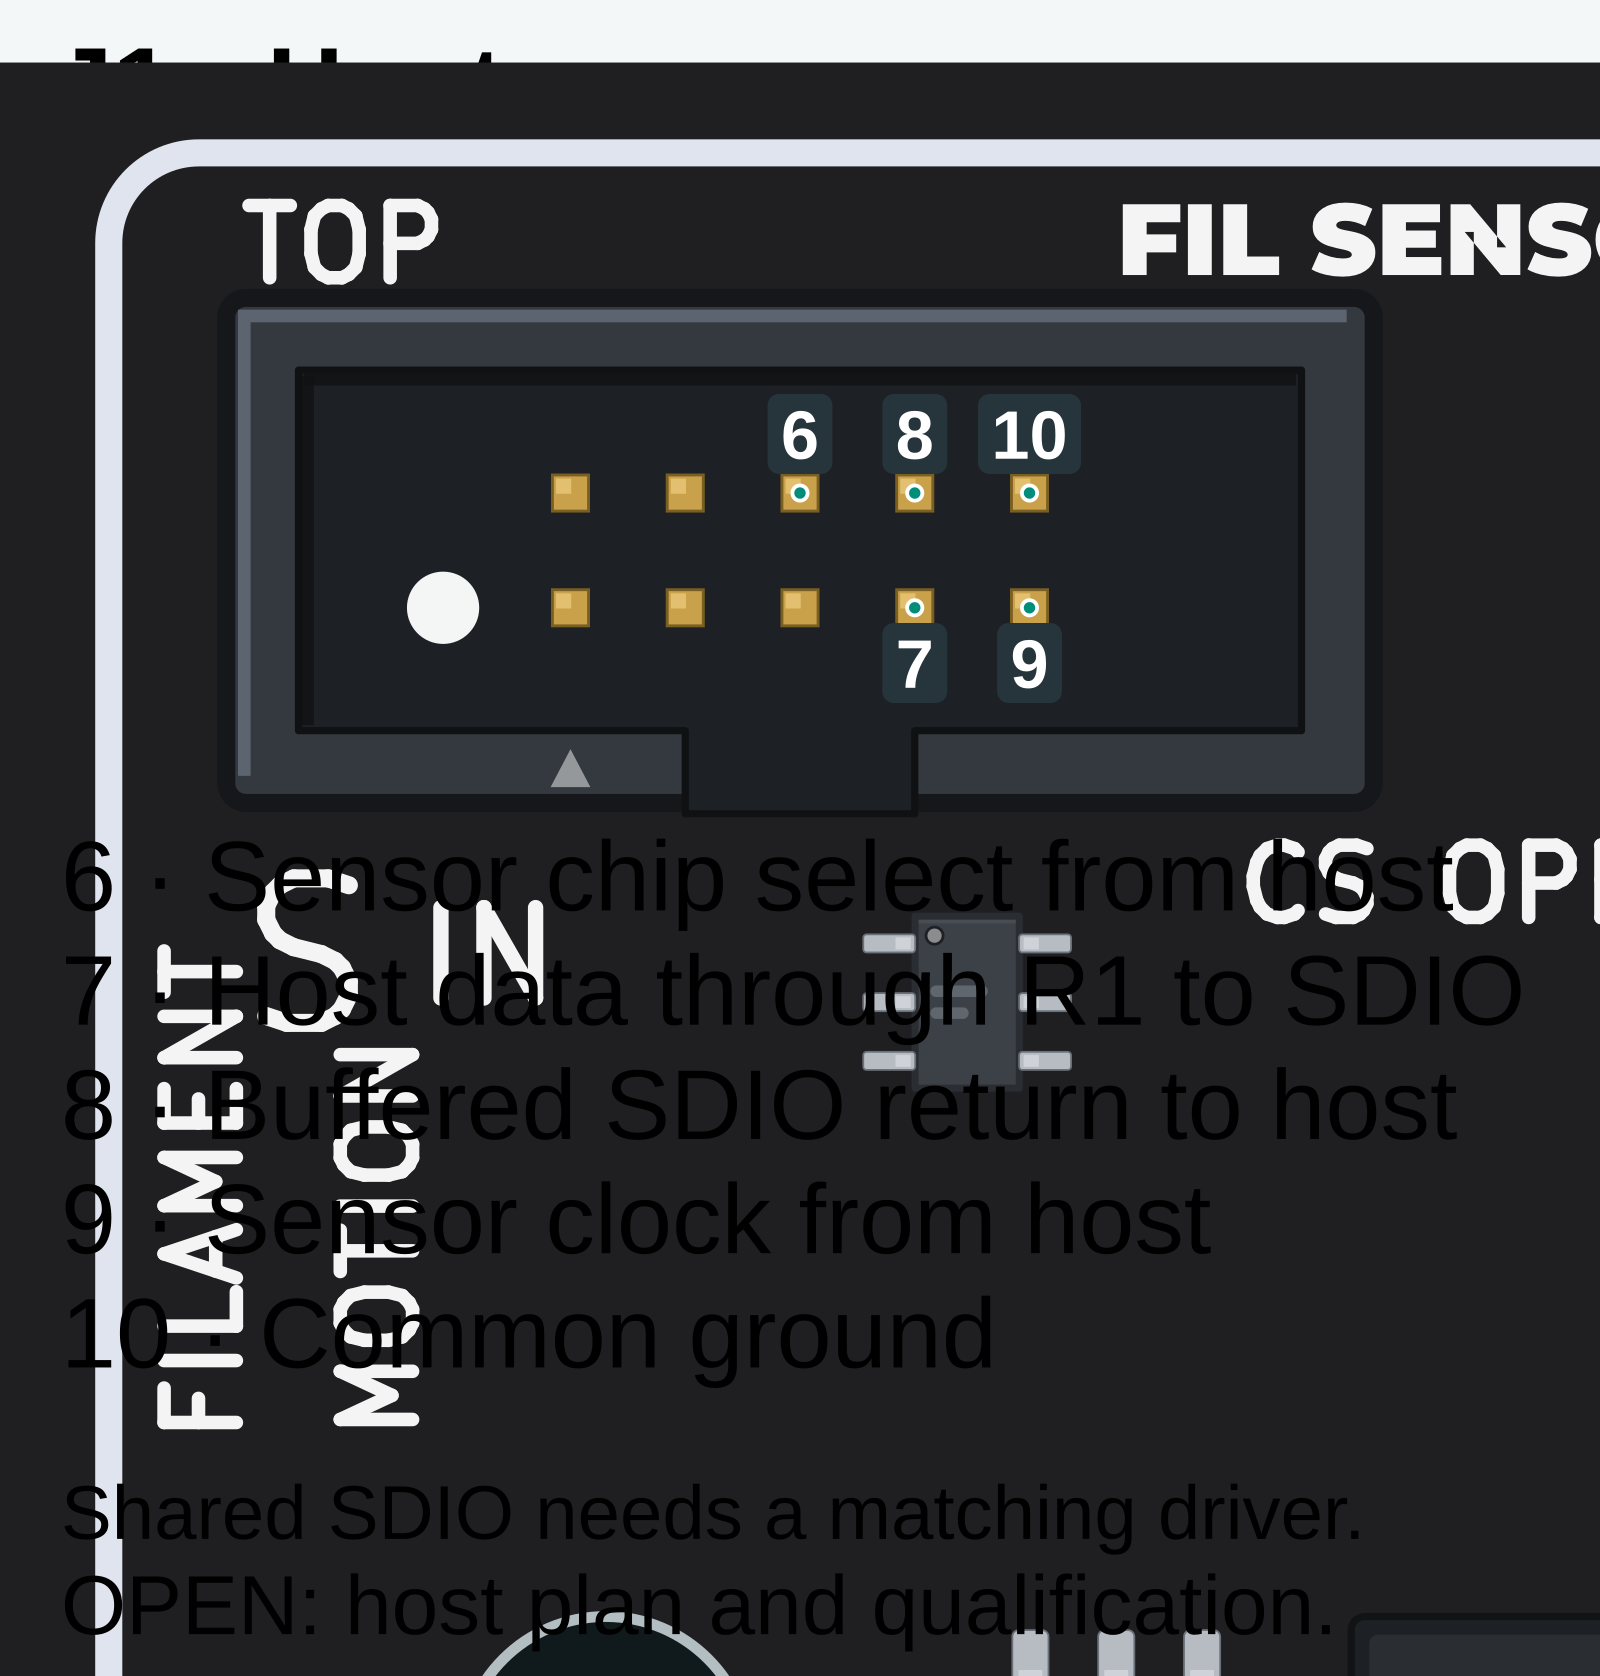 TOP
FIL
6 8 10
7 9
CS
6 · Sensor chip select from host
S IN
7 · Host data through R1 to SDIO
8 · Buffered SDIO return to host
9 · Sensor clock from host
10 · Common ground
FILAMENT
MOTION
Shared SDIO needs a matching driver.
OPEN: host plan and qualification.